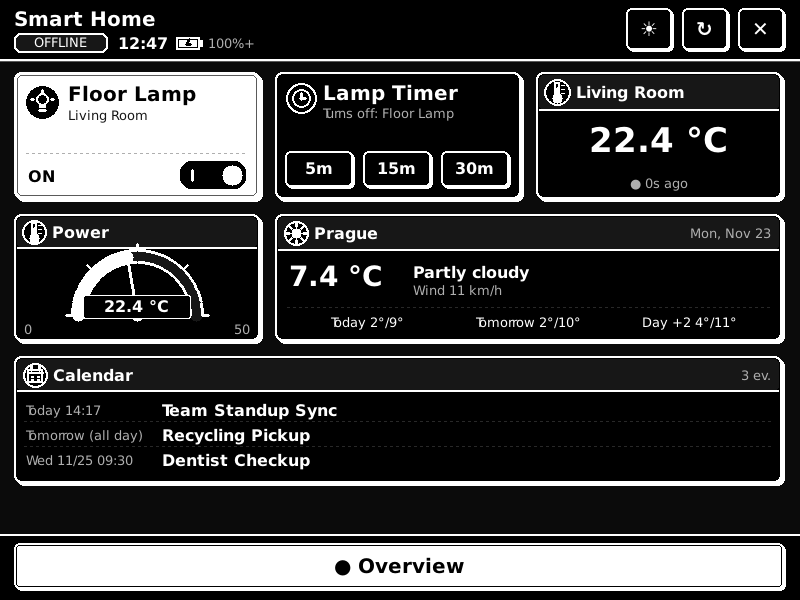 Smart Home
OFFLINE 12:47 100%+
Floor Lamp
Living Room
ON
Lamp Timer
Turns off: Floor Lamp
5m 15m 30m
Living Room
22.4 °C
● 0s ago
Power
22.4 °C
0 50
Prague Mon, Nov 23
7.4 °C
Partly cloudy
Wind 11 km/h
Today 2°/9° Tomorrow 2°/10° Day +2 4°/11°
Calendar 3 ev.
Today 14:17 Team Standup Sync
Tomorrow (all day) Recycling Pickup
Wed 11/25 09:30 Dentist Checkup
● Overview